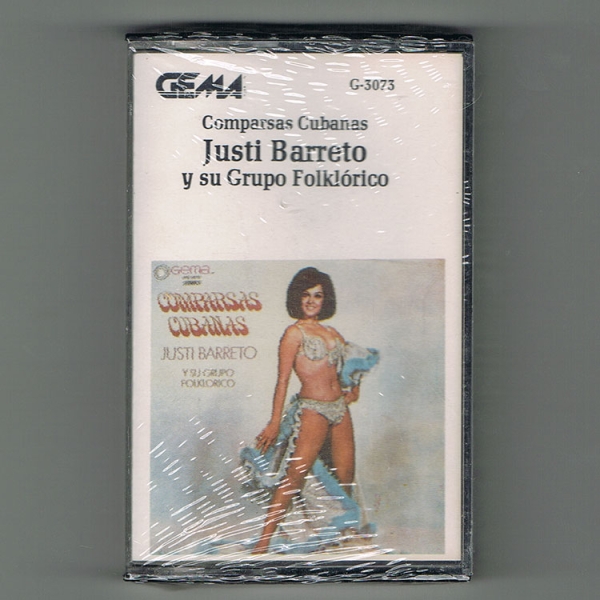 GEMA
G-3073
Comparsas Cubanas
Justi Barreto
y su Grupo Folklórico
Gema
COMPARSAS
CUBANAS
JUSTI BARRETO
Y SU GRUPO
FOLKLORICO